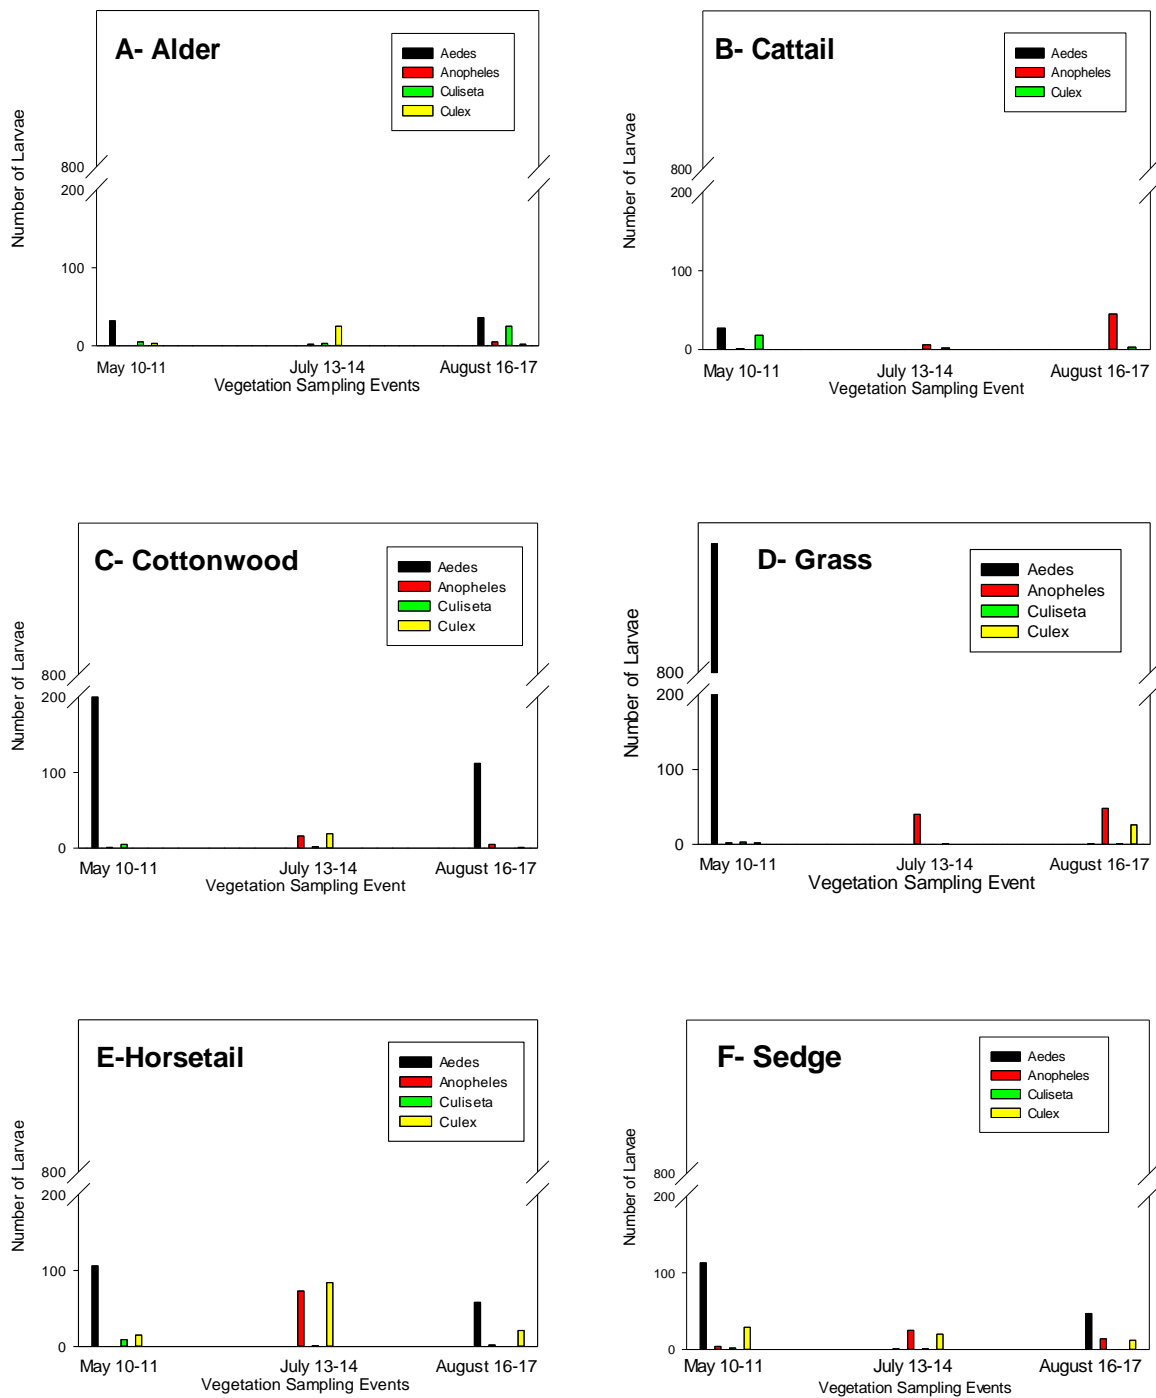 A- Alder
Aedes
Anopheles
Culiseta
Culex
Number of Larvae
800
200
100
0
May 10-11
July 13-14
August 16-17
Vegetation Sampling Events
B- Cattail
Aedes
Anopheles
Culex
Number of Larvae
800
200
100
0
May 10-11
July 13-14
August 16-17
Vegetation Sampling Event
C- Cottonwood
Aedes
Anopheles
Culiseta
Culex
Number of Larvae
800
200
100
0
May 10-11
July 13-14
August 16-17
Vegetation Sampling Event
D- Grass
Aedes
Anopheles
Culiseta
Culex
Number of Larvae
800
200
100
0
May 10-11
July 13-14
August 16-17
Vegetation Sampling Event
E-Horsetail
Aedes
Anopheles
Culiseta
Culex
Number of Larvae
800
200
100
0
May 10-11
July 13-14
August 16-17
Vegetation Sampling Events
F- Sedge
Aedes
Anopheles
Culiseta
Culex
Number of Larvae
800
200
100
0
May 10-11
July 13-14
August 16-17
Vegetation Sampling Events